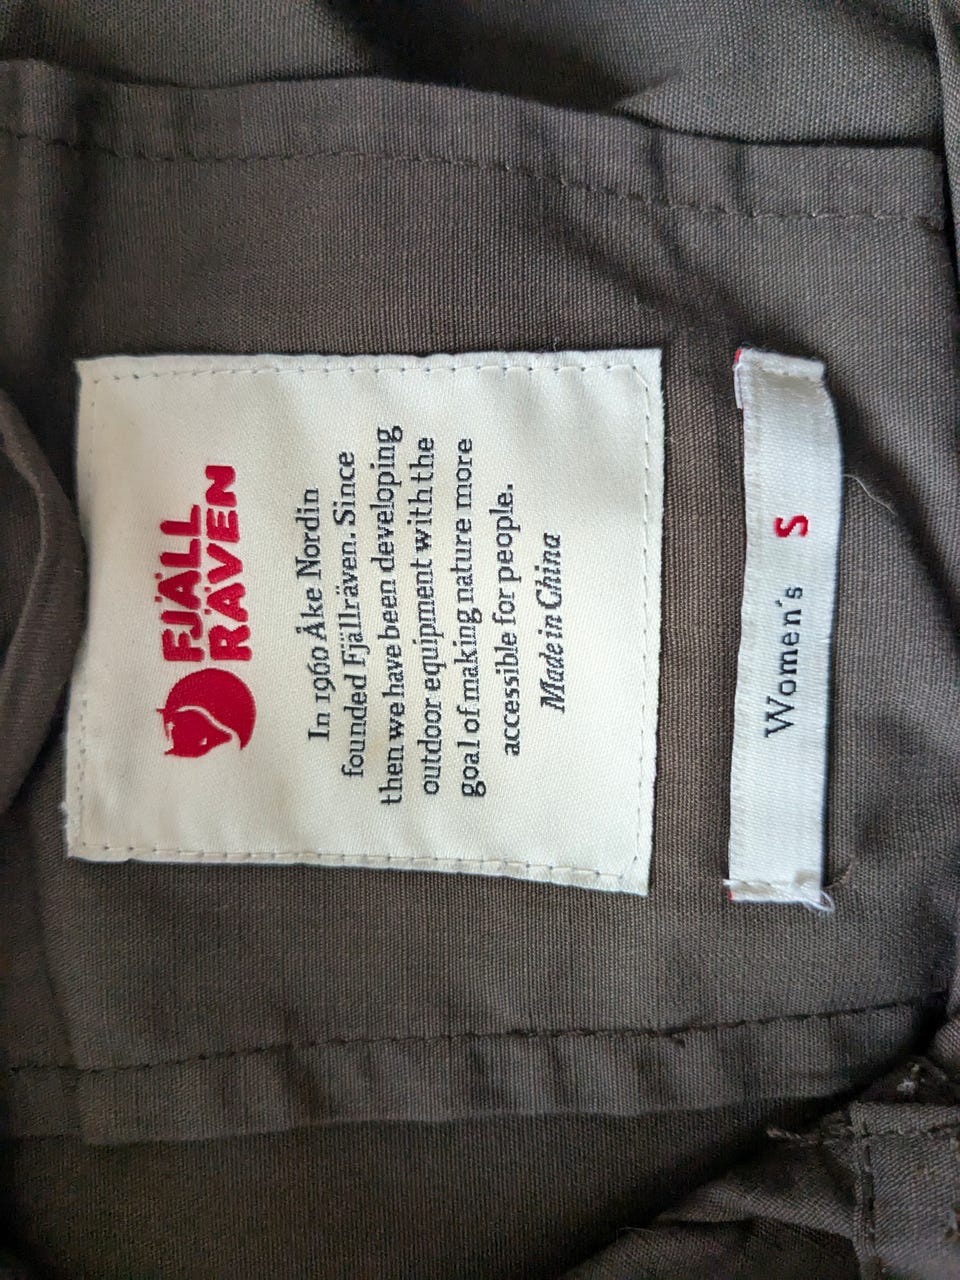 FJÄLL
RÄVEN
In 1960 Åke Nordin
founded Fjällräven. Since
then we have been developing
outdoor equipment with the
goal of making nature more
accessible for people.
Made in China
Women's S